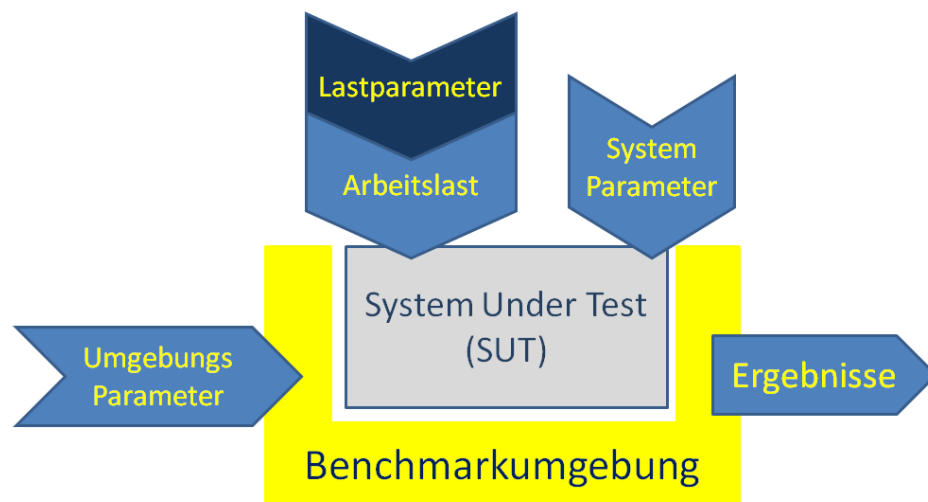 Lastparameter
Arbeitslast
System
Parameter
System Under Test
(SUT)
Umgebungs
Parameter
Ergebnisse
Benchmarkumgebung